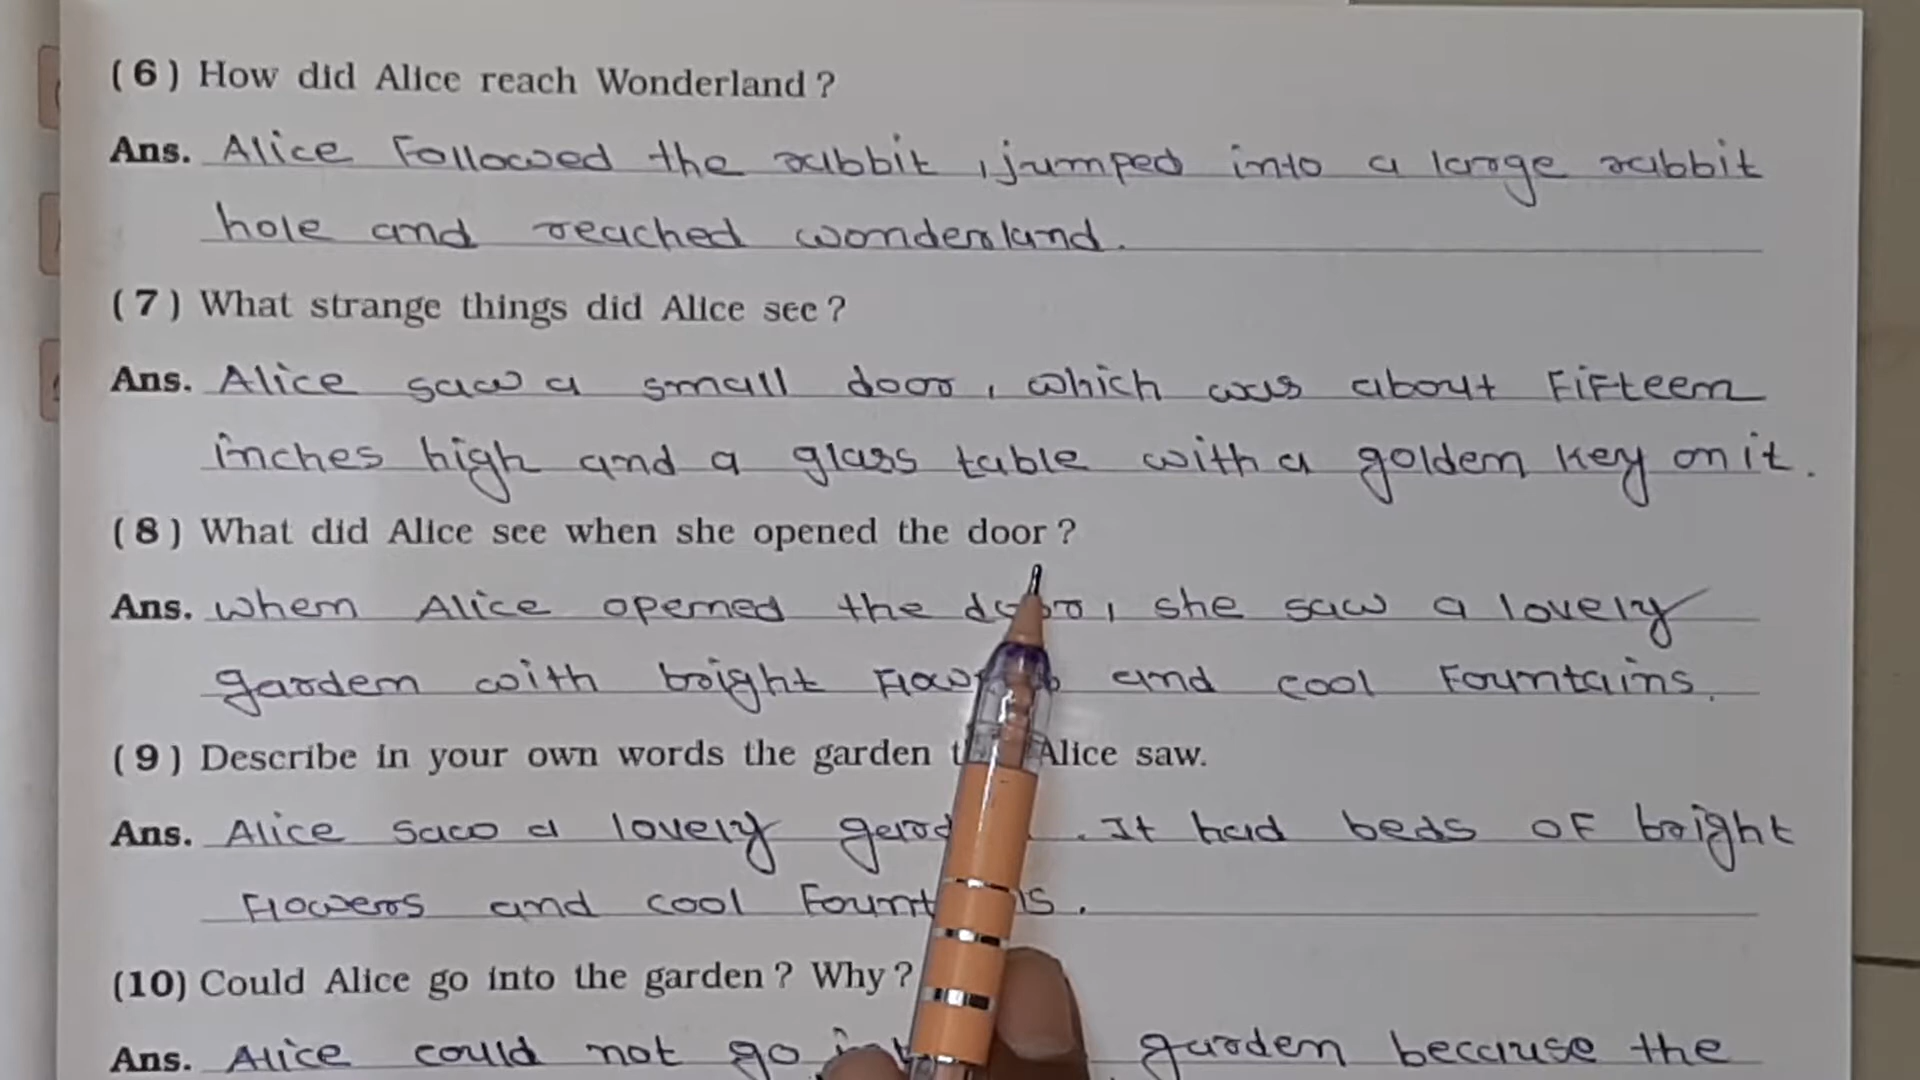 (6) How did Alice reach Wonderland?
Ans. Alice Followed the rabbit, jumped into a large rabbit
hole and reached wonderland.
(7) What strange things did Alice see?
Ans. Alice saw a small door, which was about Fifteen
inches high and a glass table with a golden key on it.
(8) What did Alice see when she opened the door?
Ans. when Alice opened the door, she saw a lovely
garden with bright and cool Fountains.
(9) Describe in your own words the garden Alice saw.
Ans. Alice saw a lovely . It had beds OF bright
Flowers and cool
(10) Could Alice go into the garden? Why?
Ans. Alice could not go garden because the